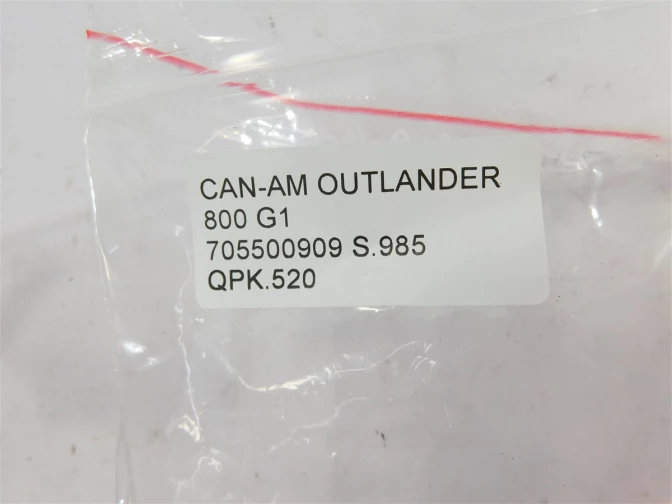 CAN-AM OUTLANDER
800 G1
705500909 S.985
QPK.520